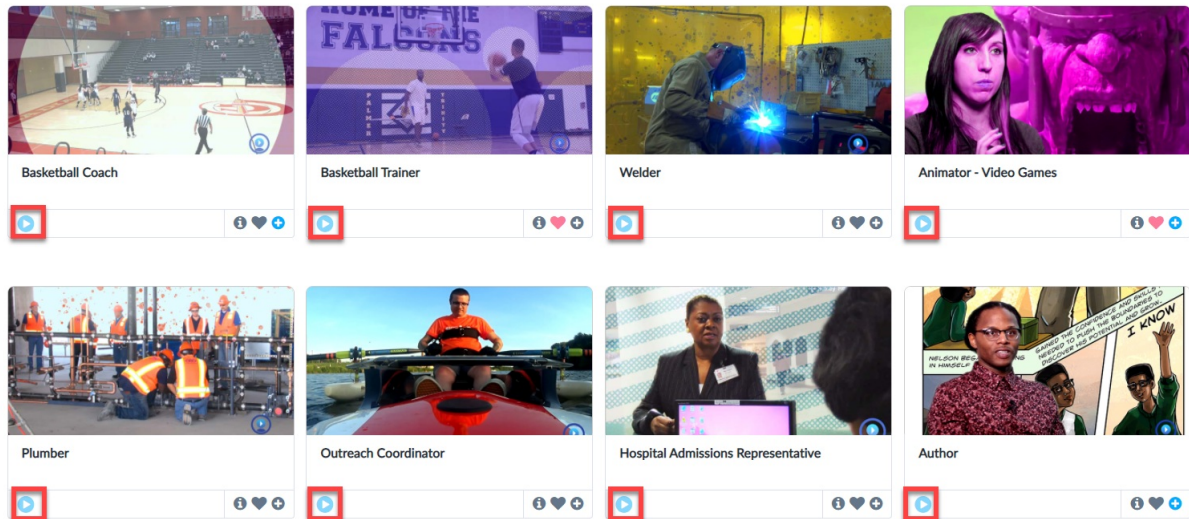 HOME OF THE
FALCONS
PALMER
TRINITY
Basketball Coach
Basketball Trainer
Welder
Animator - Video Games
GAINED THE CONFIDENCE AND SKILLS
NEEDED TO PUSH THE BOUNDARIES TO
DISCOVER HIS POTENTIAL AND GROW.
I KNOW
NELSON
IN HIMSELF
Plumber
Outreach Coordinator
Hospital Admissions Representative
Author